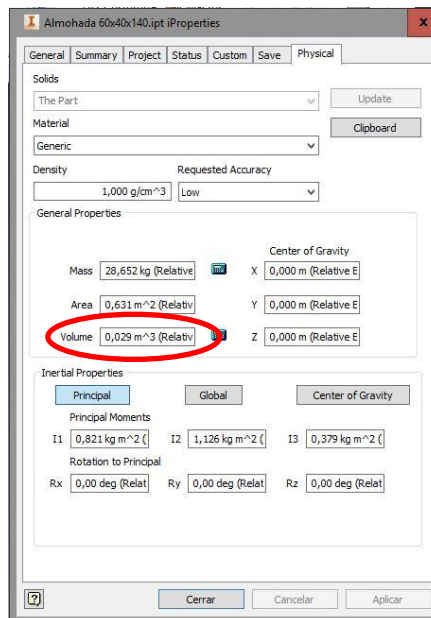 Almohada 60x40x140.ipt iProperties
General Summary Project Status Custom Save Physical
Solids
The Part Update
Material
Clipboard
Generic
Density Requested Accuracy
1,000 g/cm^3 Low
General Properties
Center of Gravity
Mass 28,652 kg (Relative X 0,000 m (Relative E
Area 0,631 m^2 (Relativ Y 0,000 m (Relative E
Volume 0,029 m^3 (Relativ Z 0,000 m (Relative E
Inertial Properties
Principal Global Center of Gravity
Principal Moments
I1 0,821 kg m^2 ( I2 1,126 kg m^2 ( I3 0,379 kg m^2 (
Rotation to Principal
Rx 0,00 deg (Relat Ry 0,00 deg (Relat Rz 0,00 deg (Relat
Cerrar Cancelar Aplicar